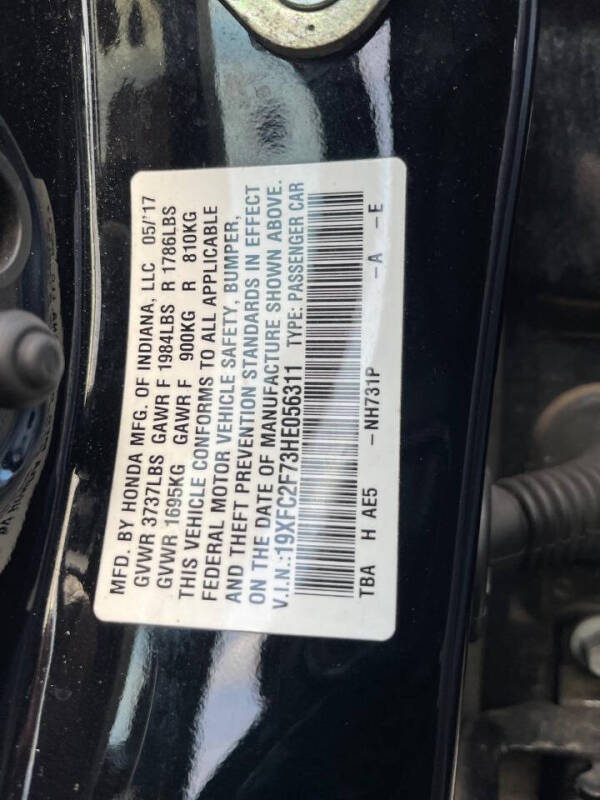 MFD. BY HONDA MFG. OF INDIANA, LLC 05/'17
GVWR 3737LBS GAWR F 1984LBS R 1786LBS
GVWR 1695KG GAWR F 900KG R 810KG
THIS VEHICLE CONFORMS TO ALL APPLICABLE
FEDERAL MOTOR VEHICLE SAFETY, BUMPER,
AND THEFT PREVENTION STANDARDS IN EFFECT
ON THE DATE OF MANUFACTURE SHOWN ABOVE.
V.I.N.:19XFC2F73HE056311 TYPE: PASSENGER CAR
TBA H AE5 -NH731P -A -E